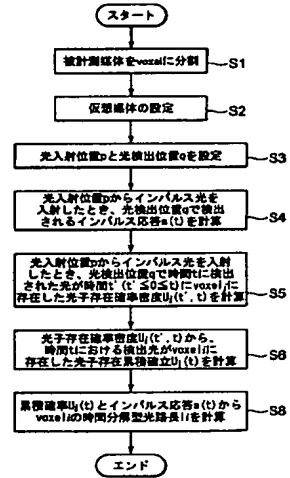 スタート
被計測媒体をvoxelに分割
S1
仮想媒体の設定
S2
光入射位置pと光検出位置qを設定
S3
光入射位置pからインパルス光を
入射したとき、光検出位置qで検出
されるインパルス応答s(t)を計算
S4
光入射位置pからインパルス光を入
射したとき、光検出位置qで時間tに検出
された光が時間t'(t'≦0≦t)にvoxel iに
存在した光子存在確率密度Ui(t',t)を計算
S5
光子存在確率密度Ui(t',t)から、
時間tにおける検出光がvoxel iに
存在した光子存在累積確立Ui(t)を計算
S6
累積確率Ui(t)とインパルス応答s(t)から
voxel iの時間分解型光路長liを計算
S8
エンド